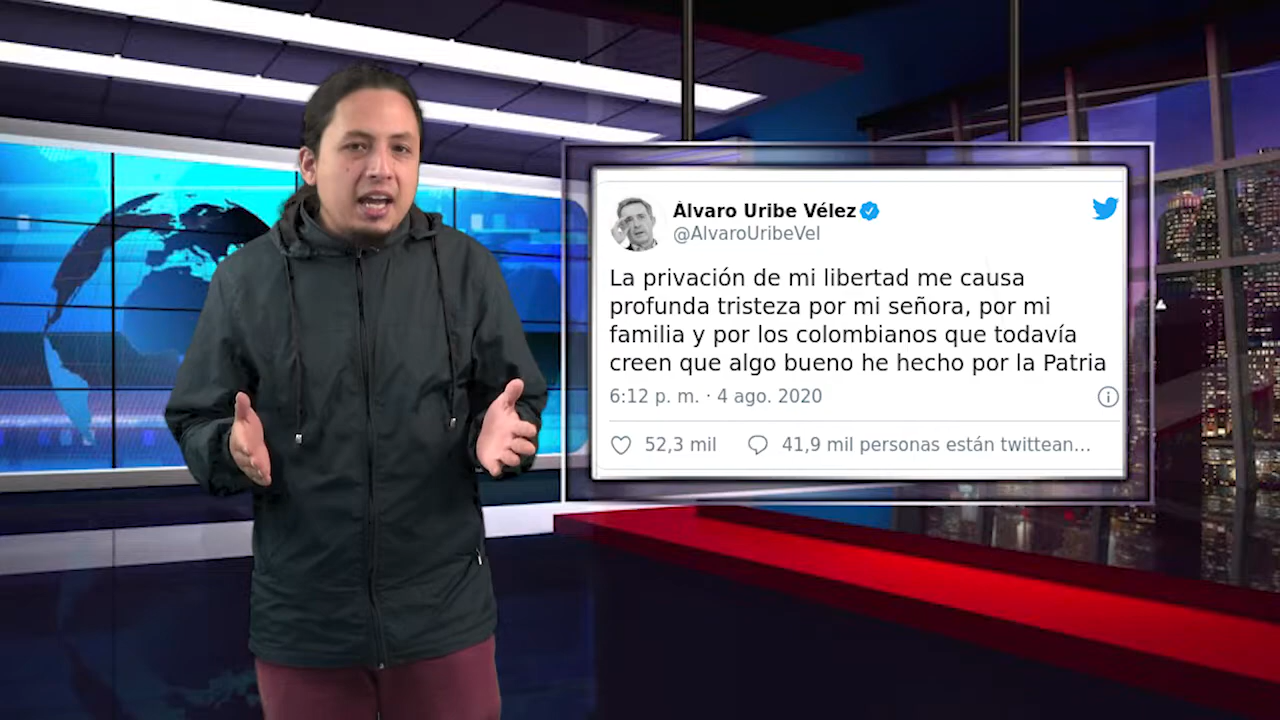 Álvaro Uribe Vélez
@AlvaroUribeVel
La privación de mi libertad me causa
profunda tristeza por mi señora, por mi
familia y por los colombianos que todavía
creen que algo bueno he hecho por la Patria
6:12 p. m. · 4 ago. 2020
52,3 mil 41,9 mil personas están twittean...